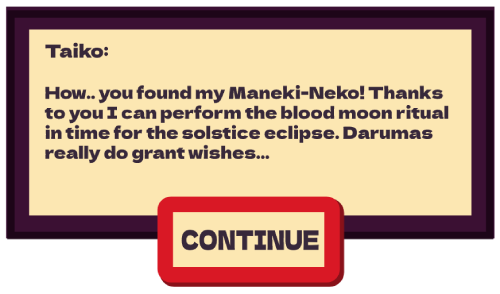 Taiko:
How.. you found my Maneki-Neko! Thanks
to you I can perform the blood moon ritual
in time for the solstice eclipse. Darumas
really do grant wishes...
CONTINUE